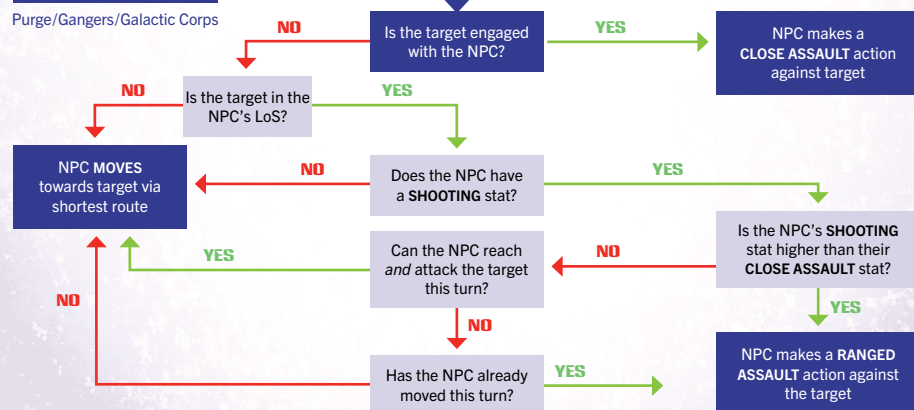 Purge/Gangers/Galactic Corps
Is the target engaged
with the NPC?
NO
YES
NPC makes a
CLOSE ASSAULT action
against target
Is the target in the
NPC's LoS?
NO
YES
NPC MOVES
towards target via
shortest route
NO
Does the NPC have
a SHOOTING stat?
YES
Is the NPC's SHOOTING
stat higher than their
CLOSE ASSAULT stat?
NO
YES
Can the NPC reach
and attack the target
this turn?
YES
NO
NO
Has the NPC already
moved this turn?
YES
NPC makes a RANGED
ASSAULT action against
the target